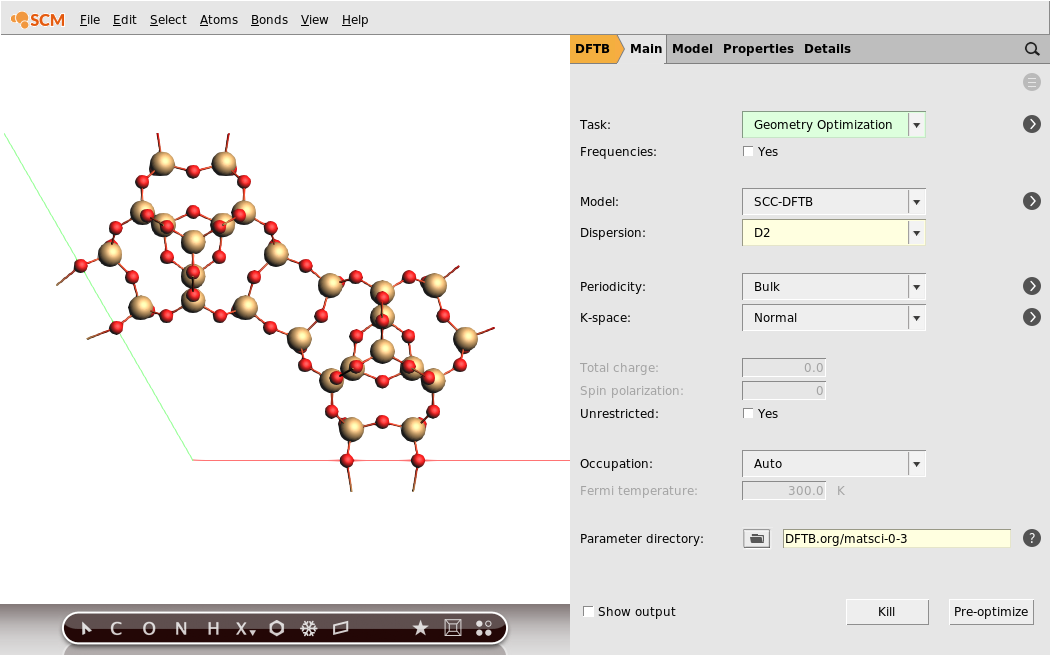 SCM File Edit Select Atoms Bonds View Help
DFTB Main Model Properties Details
Task: Geometry Optimization
Frequencies: Yes
Model: SCC-DFTB
Dispersion: D2
Periodicity: Bulk
K-space: Normal
Total charge: 0.0
Spin polarization: 0
Unrestricted: Yes
Occupation: Auto
Fermi temperature: 300.0 K
Parameter directory: DFTB.org/matsci-0-3 ?
Show output Kill Pre-optimize
C O N H X